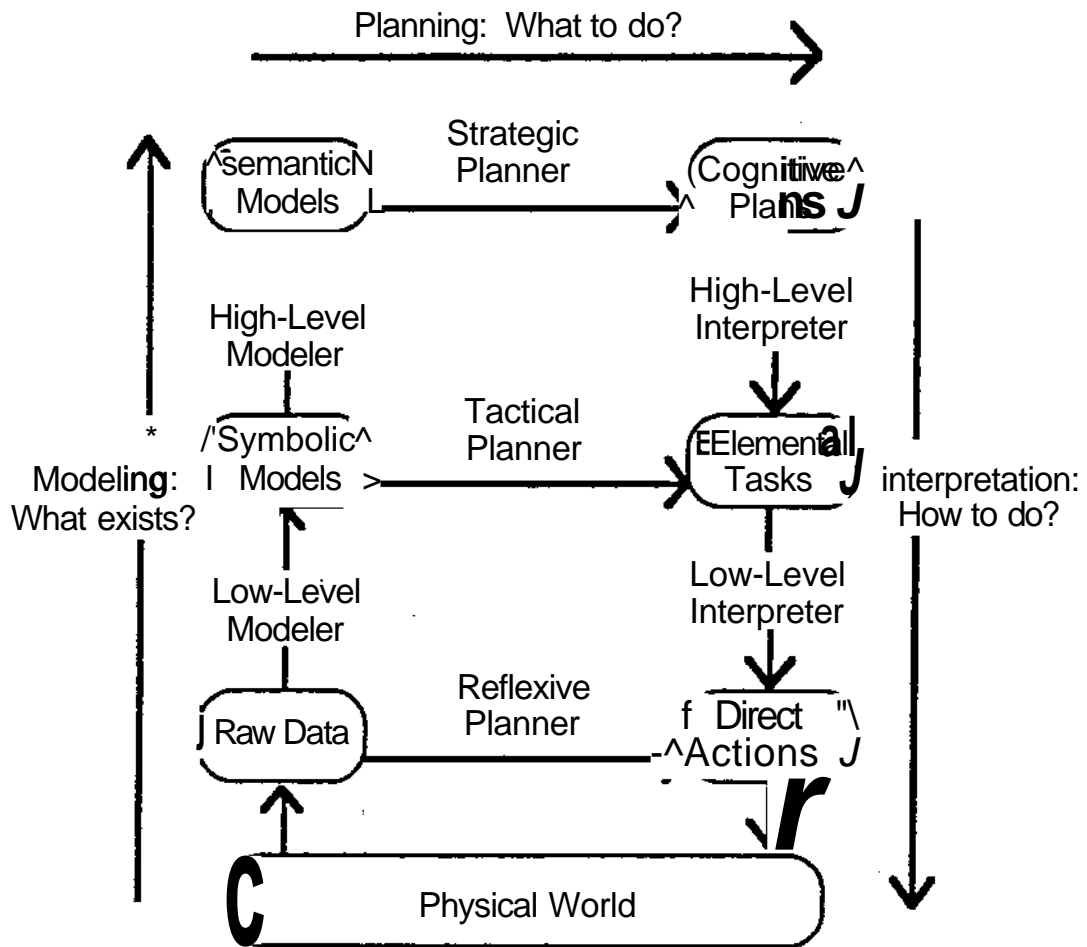 Planning: What to do?
Strategic
Planner
semantic
Models
Cognitive
Plans
High-Level
Modeler
High-Level
Interpreter
Symbolic
Models
Tactical
Planner
Elemental
Tasks
Modeling:
What exists?
interpretation:
How to do?
Low-Level
Modeler
Low-Level
Interpreter
Raw Data
Reflexive
Planner
Direct
Actions
Physical World